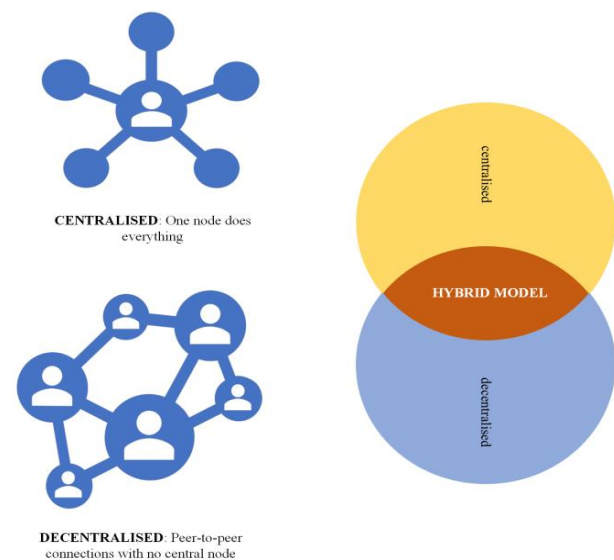 CENTRALISED: One node does
everything
DECENTRALISED: Peer-to-peer
connections with no central node
centralised
HYBRID MODEL
decentralised